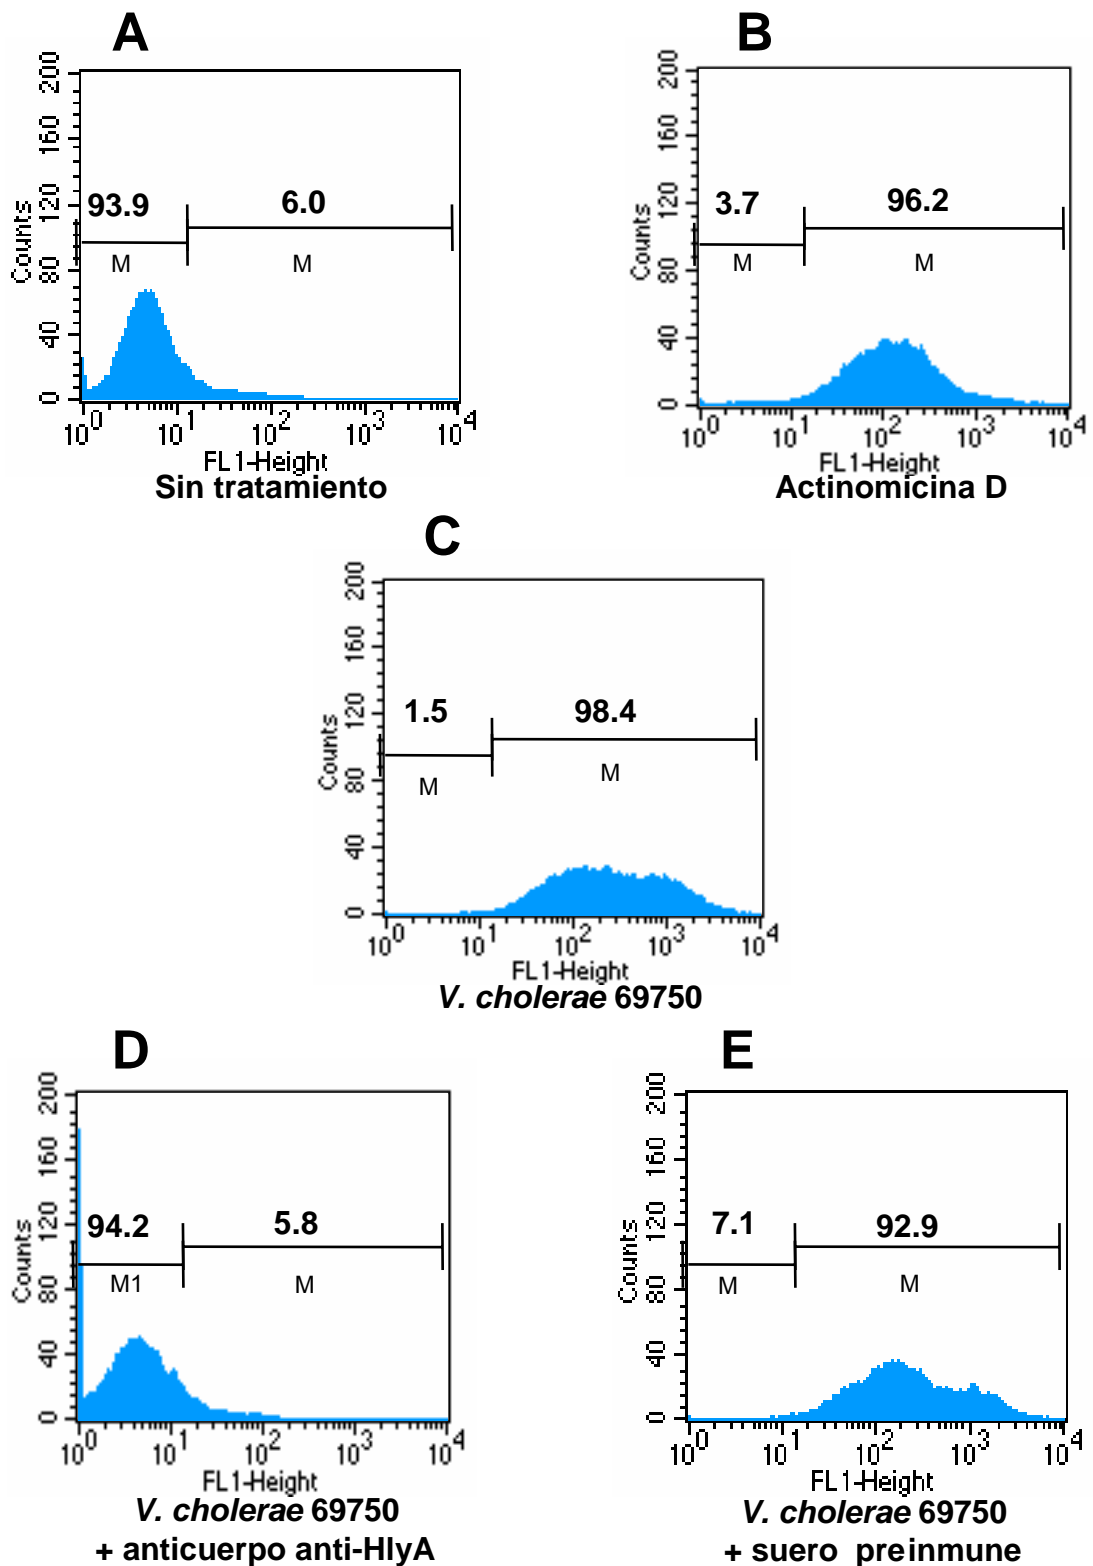 A
200
160
120
80
40
0
Counts
93.9
6.0
M
M
10^0 10^1 10^2 10^3 10^4
FL1-Height
Sin tratamiento
B
200
160
120
80
40
0
Counts
3.7
96.2
M
M
10^0 10^1 10^2 10^3 10^4
FL1-Height
Actinomicina D
C
200
160
120
80
40
0
Counts
1.5
98.4
M
M
10^0 10^1 10^2 10^3 10^4
FL1-Height
V. cholerae 69750
D
200
160
120
80
40
0
Counts
94.2
5.8
M1
M
10^0 10^1 10^2 10^3 10^4
FL1-Height
V. cholerae 69750
+ anticuerpo anti-HlyA
E
200
160
120
80
40
0
Counts
7.1
92.9
M
M
10^0 10^1 10^2 10^3 10^4
FL1-Height
V. cholerae 69750
+ suero preinmune